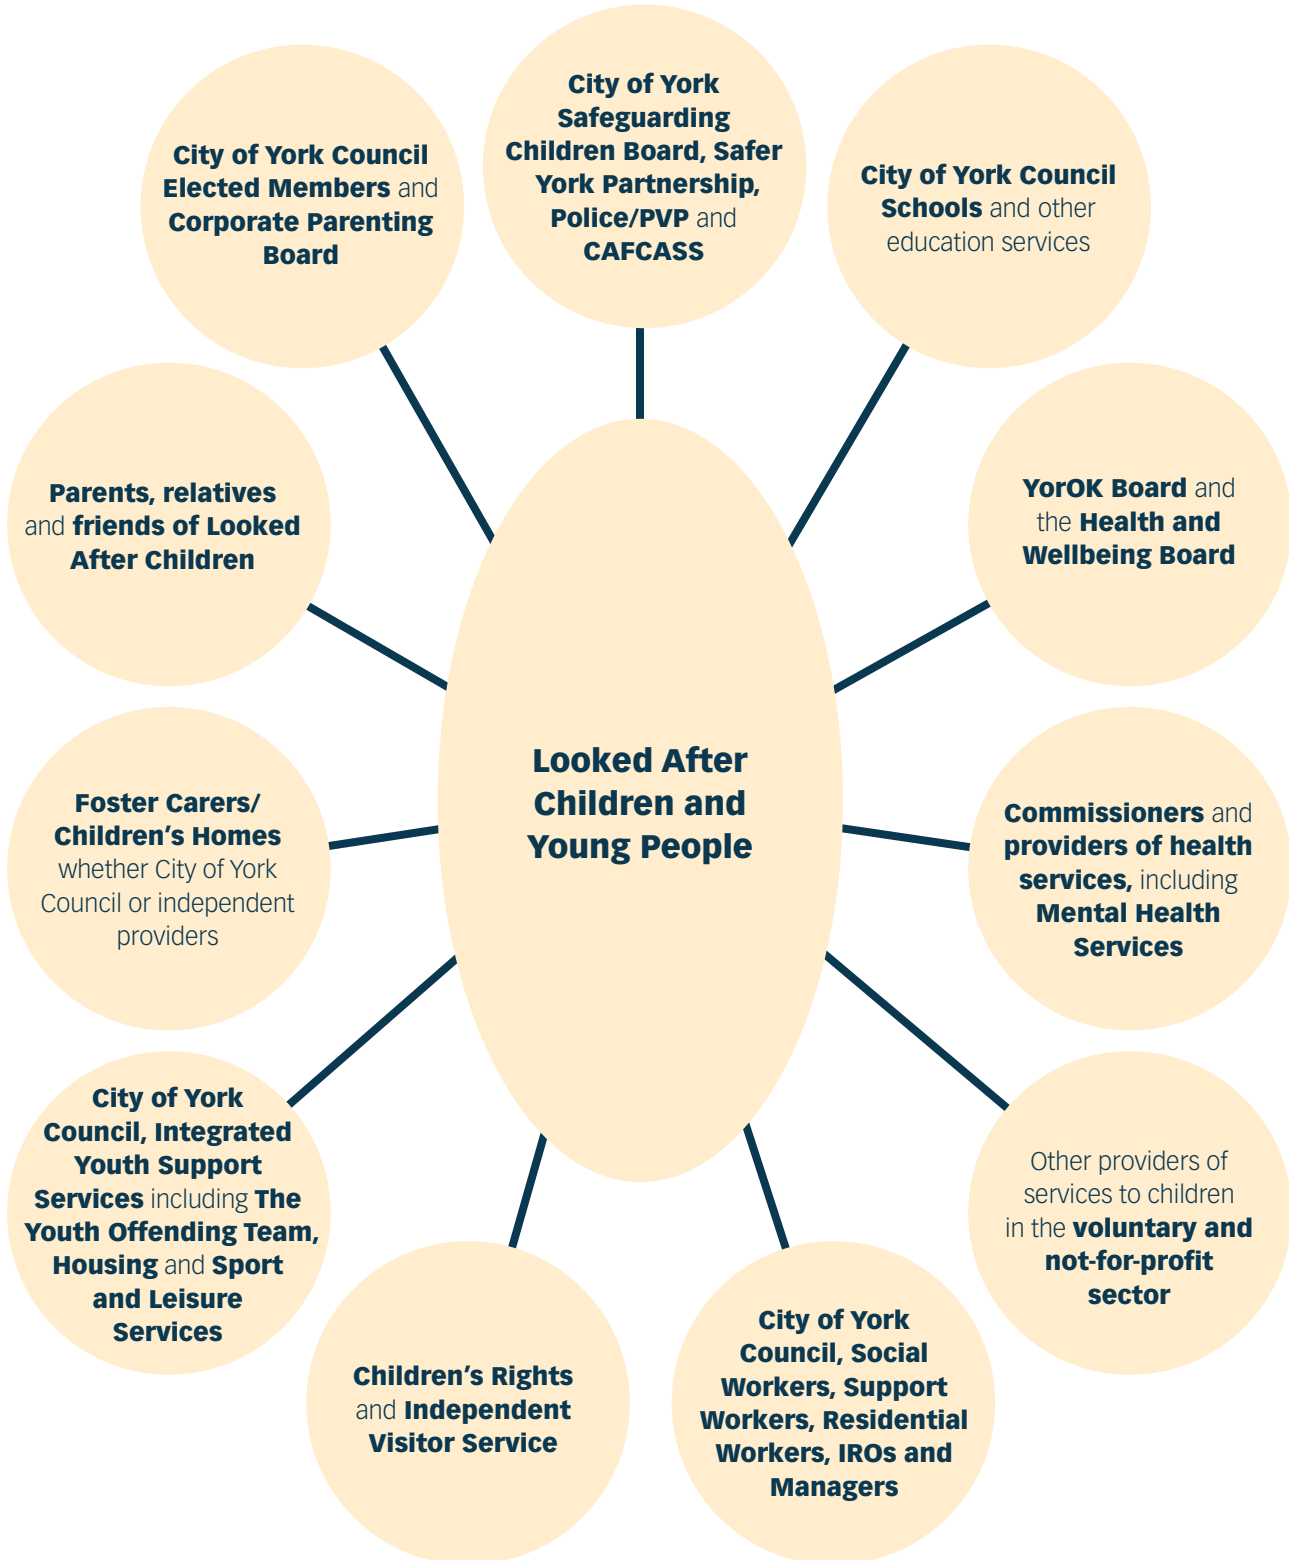 City of York
Safeguarding
Children Board, Safer
York Partnership,
Police/PVP and
CAFCASS
City of York Council
Elected Members and
Corporate Parenting
Board
City of York Council
Schools and other
education services
Parents, relatives
and friends of Looked
After Children
YorOK Board and
the Health and
Wellbeing Board
Looked After
Children and
Young People
Foster Carers/
Children’s Homes
whether City of York
Council or independent
providers
Commissioners and
providers of health
services, including
Mental Health
Services
City of York
Council, Integrated
Youth Support
Services including The
Youth Offending Team,
Housing and Sport
and Leisure
Services
Other providers of
services to children
in the voluntary and
not-for-profit
sector
Children’s Rights
and Independent
Visitor Service
City of York
Council, Social
Workers, Support
Workers, Residential
Workers, IROs and
Managers